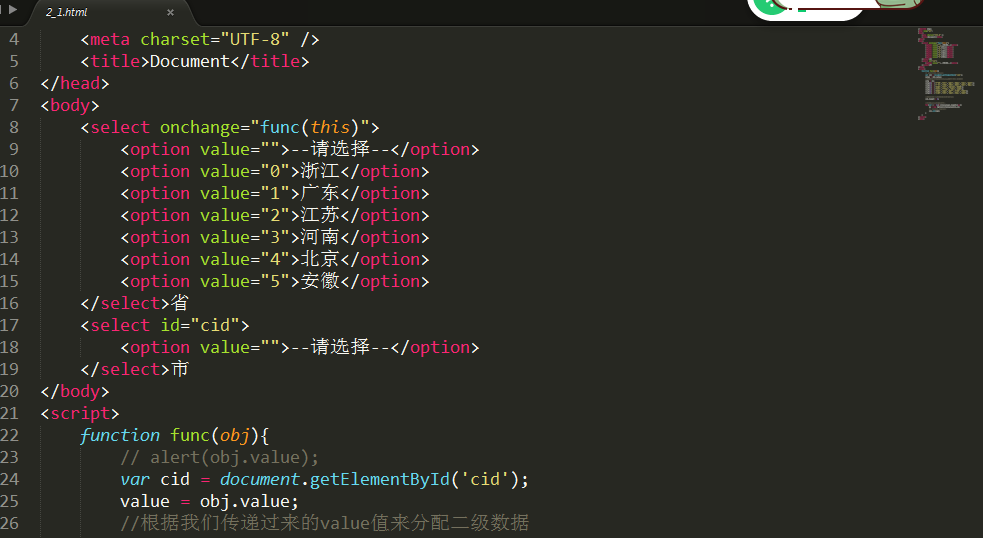 2_1.html
4 <meta charset="UTF-8" />
5 <title>Document</title>
6 </head>
7 <body>
8 <select onchange="func(this)">
9 <option value="">--请选择--</option>
10 <option value="0">浙江</option>
11 <option value="1">广东</option>
12 <option value="2">江苏</option>
13 <option value="3">河南</option>
14 <option value="4">北京</option>
15 <option value="5">安徽</option>
16 </select>省
17 <select id="cid">
18 <option value="">--请选择--</option>
19 </select>市
20 </body>
21 <script>
22 function func(obj){
23 // alert(obj.value);
24 var cid = document.getElementById('cid');
25 value = obj.value;
26 //根据我们传递过来的value值来分配二级数据